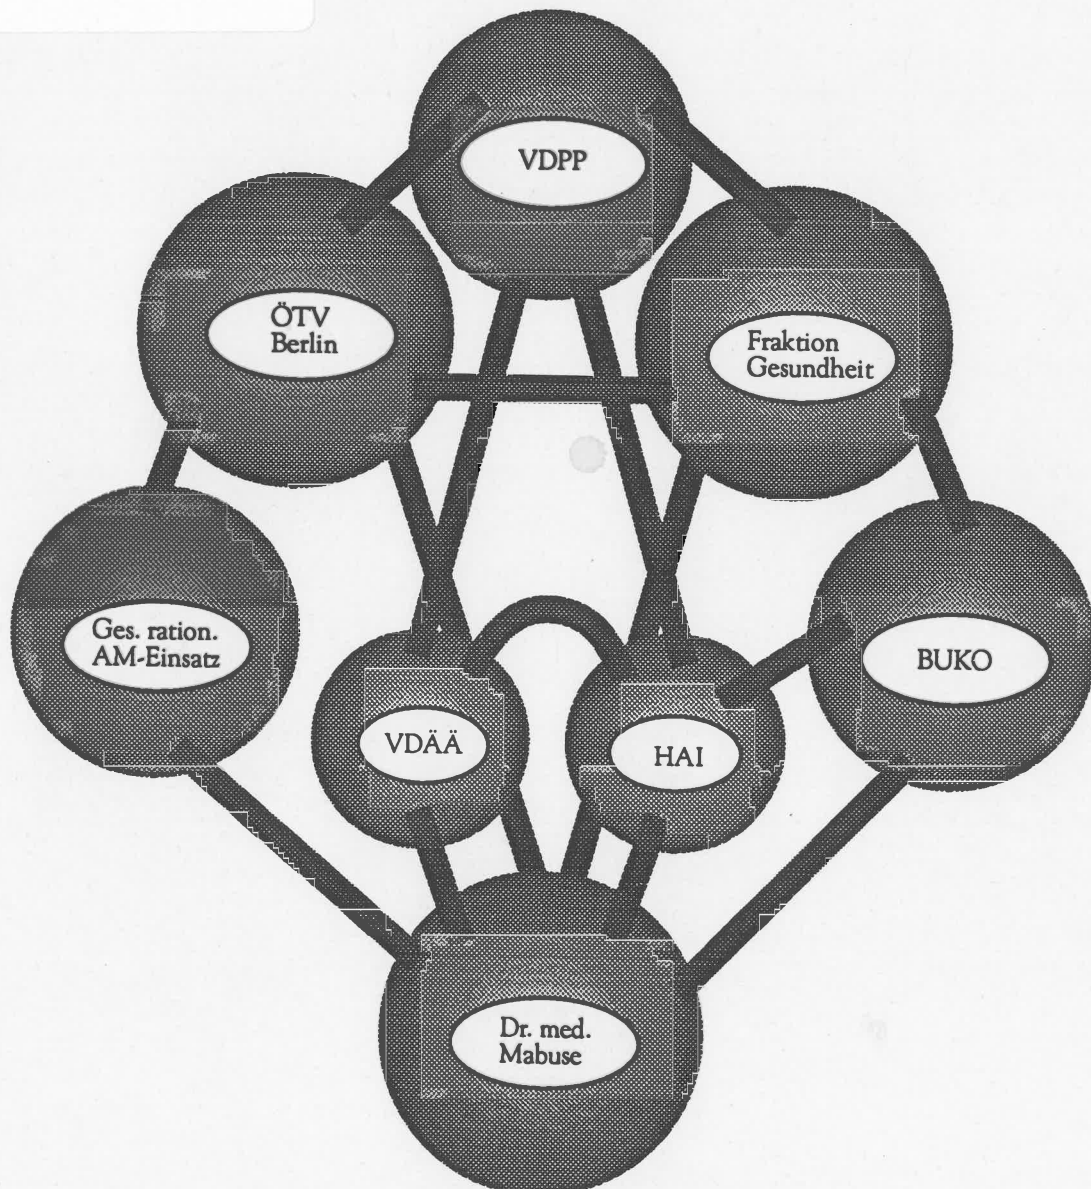 VDPP
ÖTV
Berlin
Fraktion
Gesundheit
Ges. ration.
AM-Einsatz
BUKO
VDÄÄ
HAI
Dr. med.
Mabuse